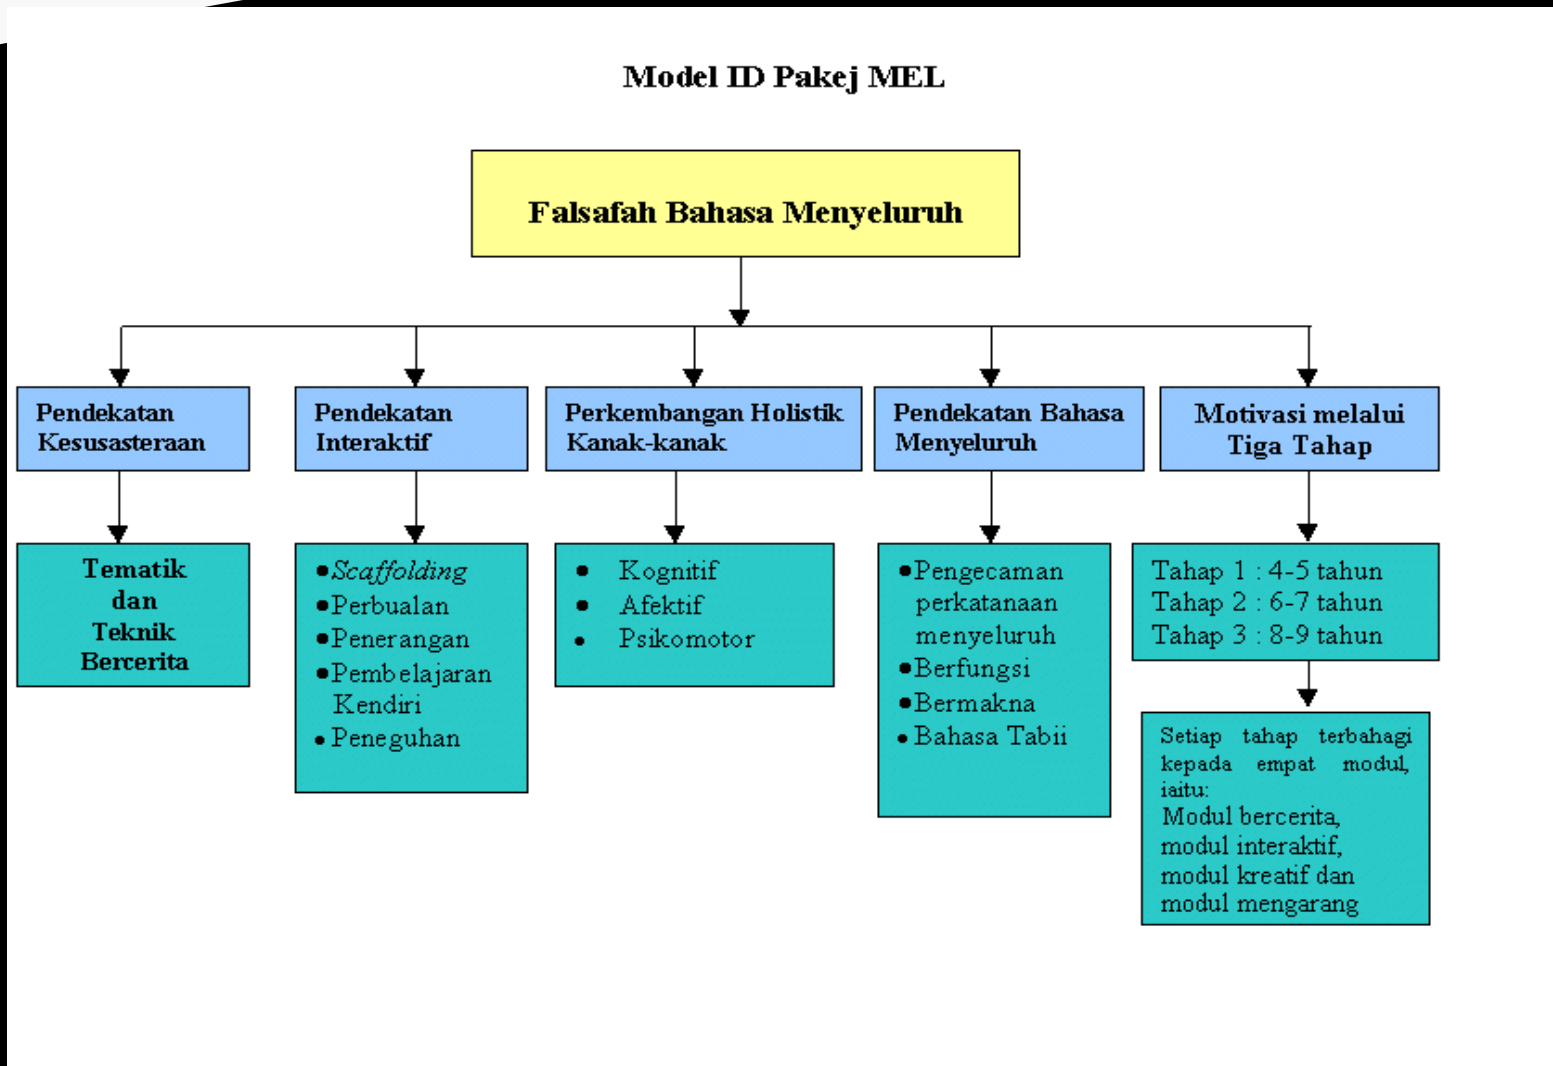 Model ID Pakej MEL
Falsafah Bahasa Menyeluruh
Pendekatan
Kesusasteraan
Pendekatan
Interaktif
Perkembangan Holistik
Kanak-kanak
Pendekatan Bahasa
Menyeluruh
Motivasi melalui
Tiga Tahap
Tematik
dan
Teknik
Bercerita
•Scaffolding
•Perbualan
•Penerangan
•Pembelajaran
Kendiri
•Peneguhan
• Kognitif
• Afektif
• Psikomotor
•Pengecaman
perkatanaan
menyeluruh
•Berfungsi
•Bermakna
•Bahasa Tabii
Tahap 1 : 4-5 tahun
Tahap 2 : 6-7 tahun
Tahap 3 : 8-9 tahun
Setiap tahap terbahagi
kepada empat modul,
iaitu:
Modul bercerita,
modul interaktif,
modul kreatif dan
modul mengarang